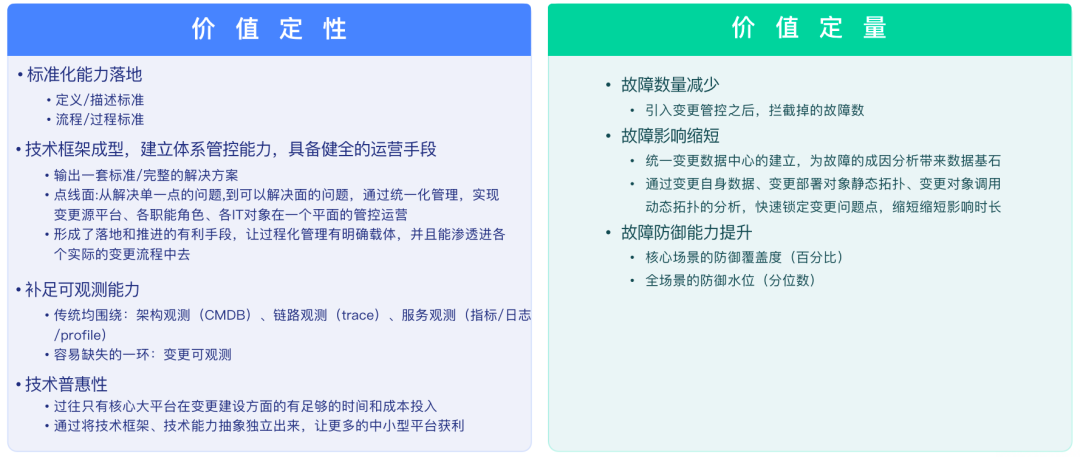 价 值 定 性
• 标准化能力落地
• 定义/描述标准
• 流程/过程标准
• 技术框架成型，建立体系管控能力，具备健全的运营手段
• 输出一套标准/完整的解决方案
• 点线面:从解决单一点的问题,到可以解决面的问题，通过统一化管理，实现
变更源平台、各职能角色、各IT对象在一个平面的管控运营
• 形成了落地和推进的有利手段，让过程化管理有明确载体，并且能渗透进各
个实际的变更流程中去
• 补足可观测能力
• 传统均围绕：架构观测（CMDB）、链路观测（trace）、服务观测（指标/日志
/profile）
• 容易缺失的一环：变更可观测
• 技术普惠性
• 过往只有核心大平台在变更建设方面的有足够的时间和成本投入
• 通过将技术框架、技术能力抽象独立出来，让更多的中小型平台获利
价 值 定 量
• 故障数量减少
• 引入变更管控之后，拦截掉的故障数
• 故障影响缩短
• 统一变更数据中心的建立，为故障的成因分析带来数据基石
• 通过变更自身数据、变更部署对象静态拓扑、变更对象调用
动态拓扑的分析，快速锁定变更问题点，缩短缩短影响时长
• 故障防御能力提升
• 核心场景的防御覆盖度（百分比）
• 全场景的防御水位（分位数）